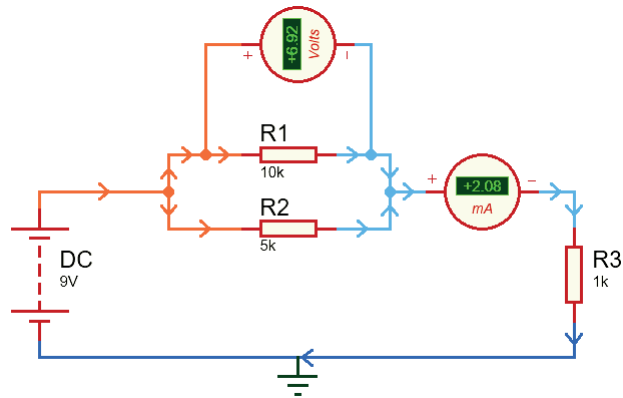 +6.92
Volts
+
−
R1
10k
R2
5k
+
+2.08
mA
−
DC
9V
R3
1k